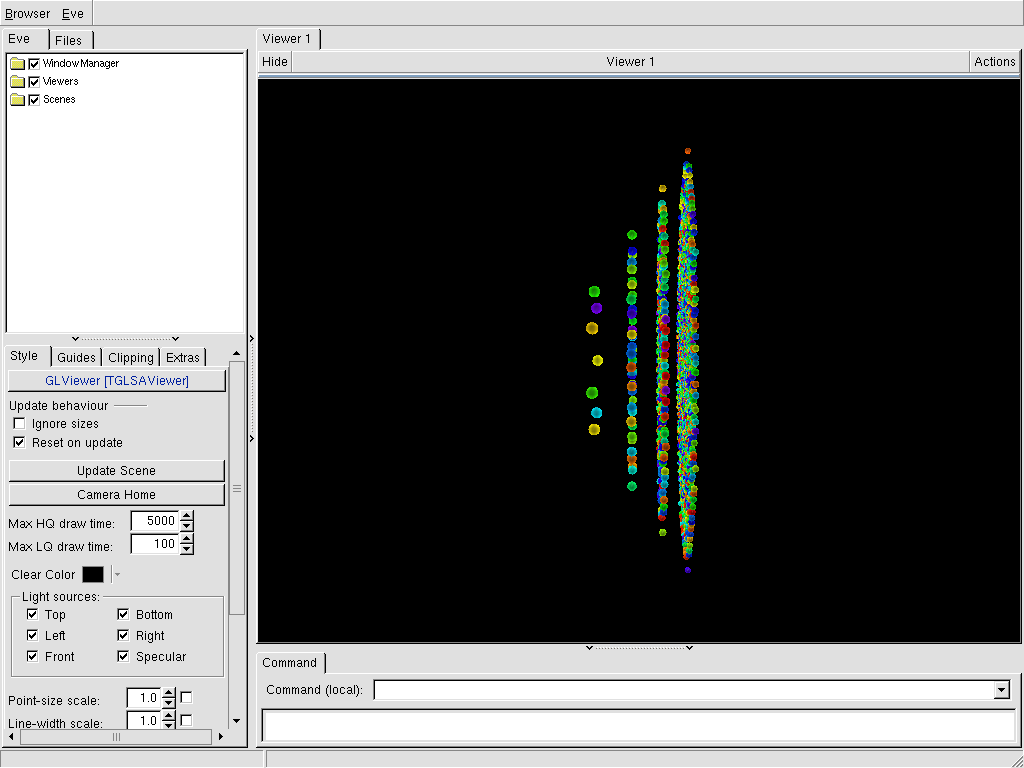 Browser Eve
Eve Files
WindowManager
Viewers
Scenes
Style Guides Clipping Extras
GLViewer [TGLSAViewer]
Update behaviour
Ignore sizes
Reset on update
Update Scene
Camera Home
Max HQ draw time: 5000
Max LQ draw time: 100
Clear Color
Light sources:
Top Bottom
Left Right
Front Specular
Point-size scale: 1.0
Line-width scale: 1.0
Viewer 1
Hide Viewer 1 Actions
Command
Command (local):